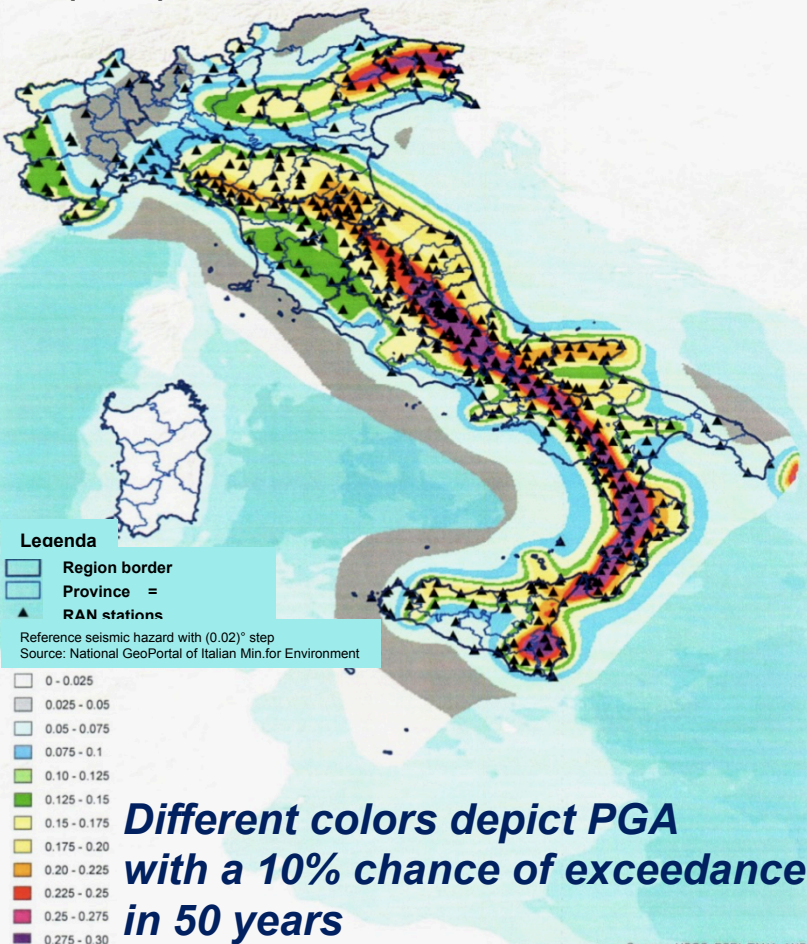 Legenda
Region border
Province =
RAN stations
Reference seismic hazard with (0.02)° step
Source: National GeoPortal of Italian Min.for Environment
0 - 0.025
0.025 - 0.05
0.05 - 0.075
0.075 - 0.1
0.10 - 0.125
0.125 - 0.15
0.15 - 0.175
0.175 - 0.20
0.20 - 0.225
0.225 - 0.25
0.25 - 0.275
0.275 - 0.30
Different colors depict PGA
with a 10% chance of exceedance
in 50 years